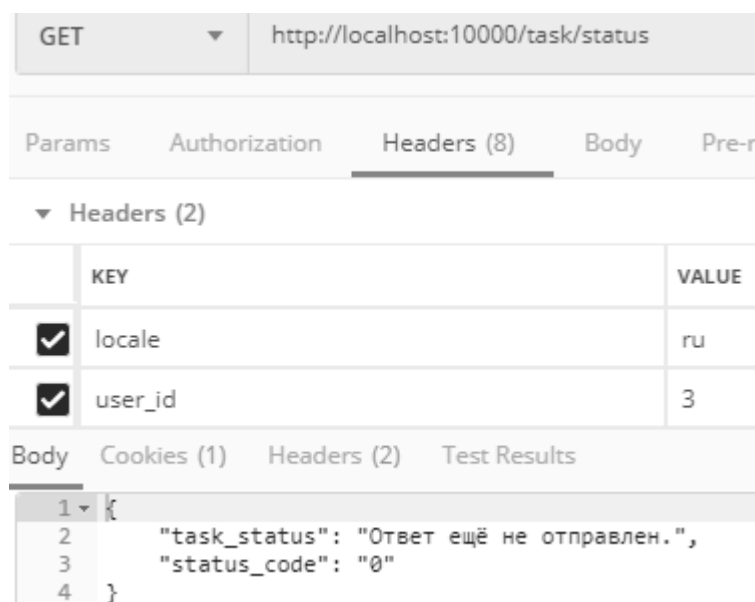 GET http://localhost:10000/task/status
Params Authorization Headers (8) Body
Headers (2)
KEY VALUE
locale ru
user_id 3
Body Cookies (1) Headers (2) Test Results
1 {
2 "task_status": "Ответ ещё не отправлен.",
3 "status_code": "0"
4 }